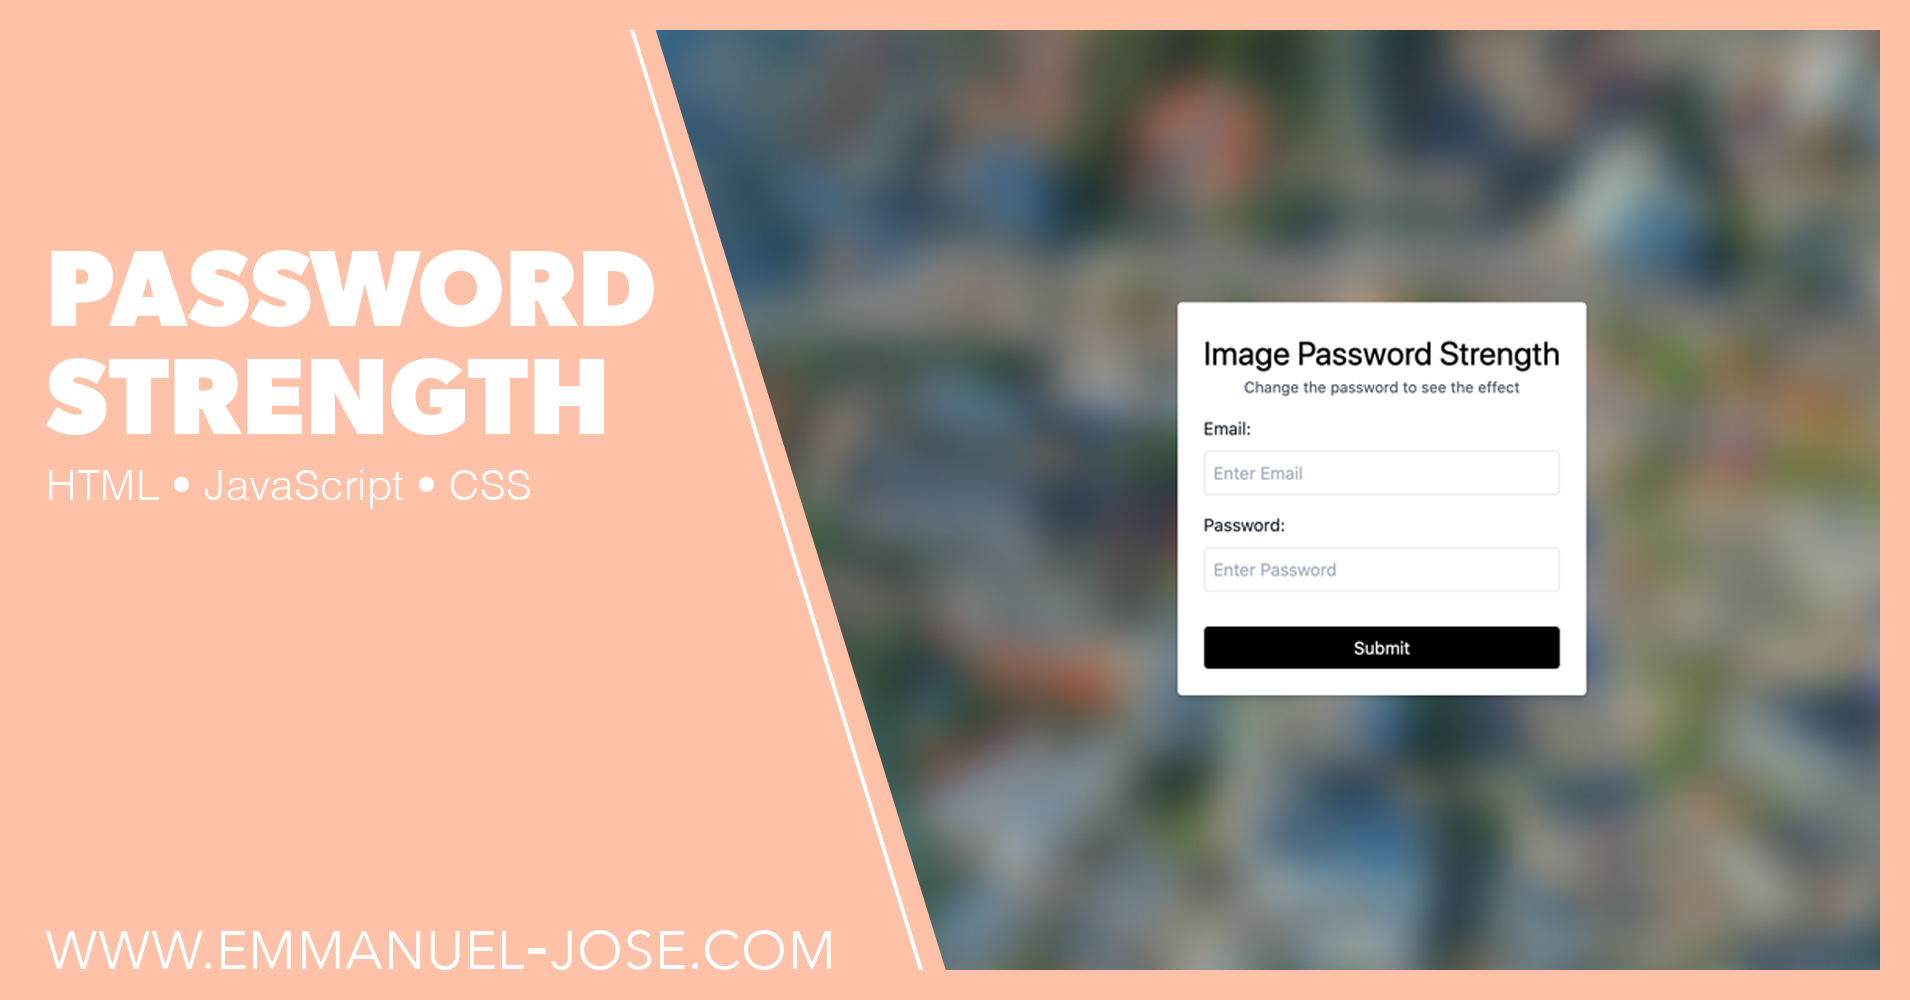 PASSWORD
STRENGTH
HTML • JavaScript • CSS
WWW.EMMANUEL-JOSE.COM
Image Password Strength
Change the password to see the effect
Email:
Enter Email
Password:
Enter Password
Submit